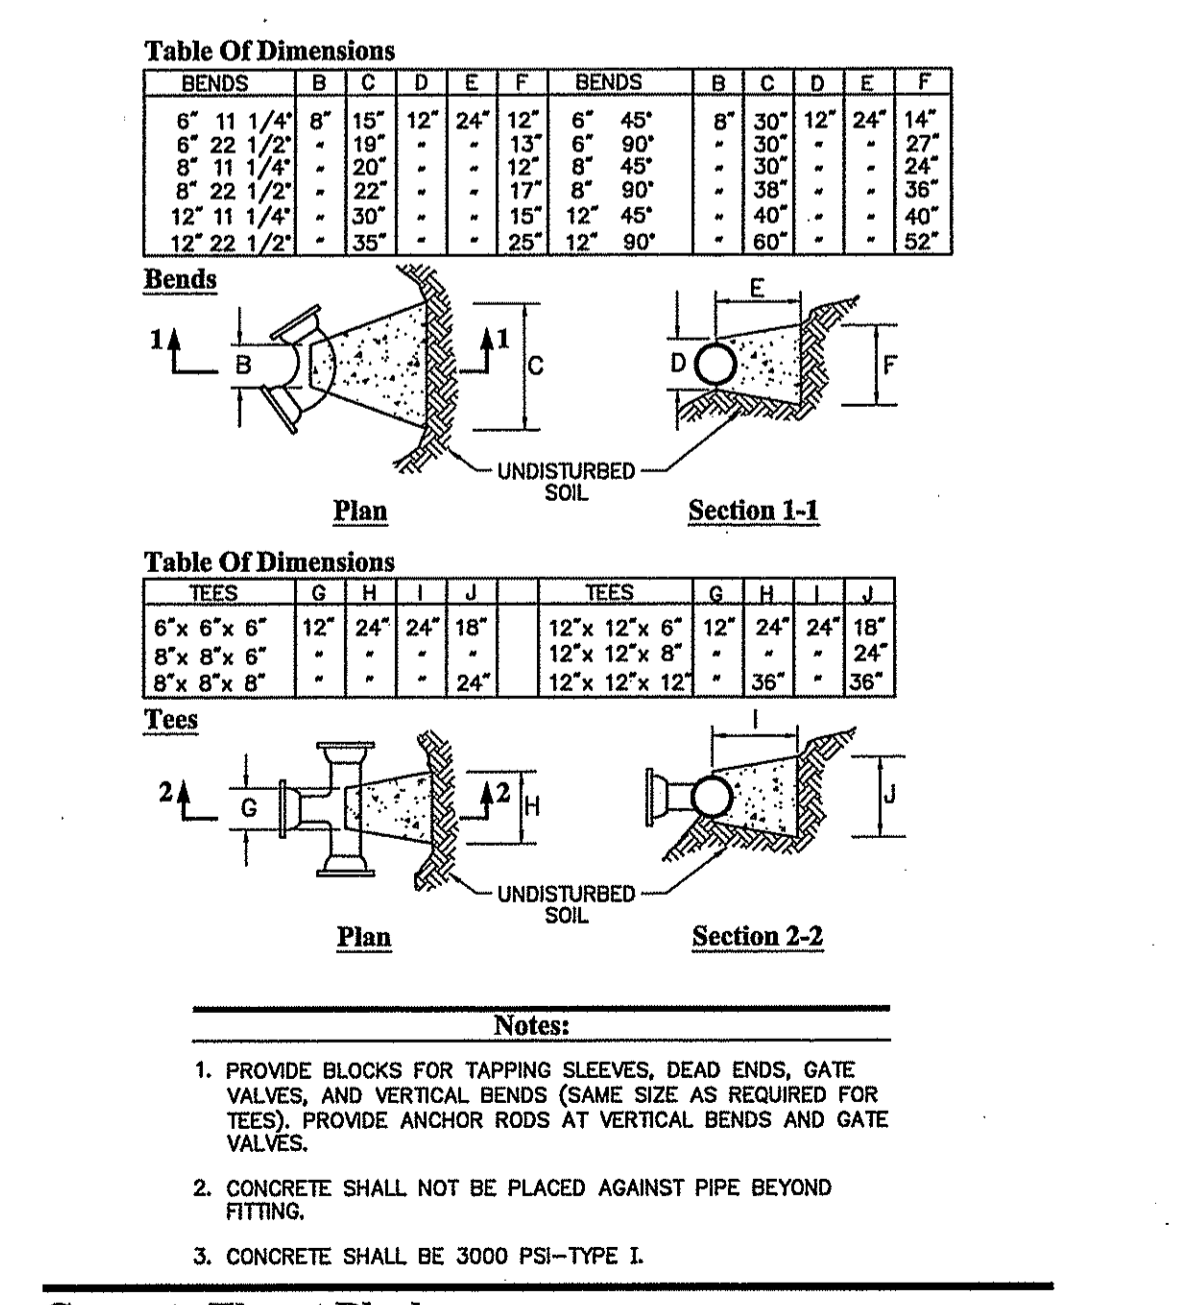 Table Of Dimensions
BENDS B C D E F BENDS B C D E F
6" 11 1/4° 8" 15" 12" 24" 12" 6" 45° 8" 30" 12" 24" 14"
6" 22 1/2° " 19" " " 13" 6" 90° " 30" " " 27"
8" 11 1/4° " 20" " " 12" 8" 45° " 30" " " 24"
8" 22 1/2° " 22" " " 17" 8" 90° " 38" " " 36"
12" 11 1/4° " 30" " " 15" 12" 45° " 40" " " 40"
12" 22 1/2° " 35" " " 25" 12" 90° " 60" " " 52"
Bends
1 1
B C
E
D F
UNDISTURBED
SOIL
Plan
Section 1-1
Table Of Dimensions
TEES G H I J TEES G H I J
6"x 6"x 6" 12" 24" 24" 18" 12"x 12"x 6" 12" 24" 24" 18"
8"x 8"x 6" " " " " 12"x 12"x 8" " " " 24"
8"x 8"x 8" " " " 24" 12"x 12"x 12" " 36" " 36"
Tees
2 2
G H
I
J
UNDISTURBED
SOIL
Plan
Section 2-2
Notes:
1. PROVIDE BLOCKS FOR TAPPING SLEEVES, DEAD ENDS, GATE
VALVES, AND VERTICAL BENDS (SAME SIZE AS REQUIRED FOR
TEES). PROVIDE ANCHOR RODS AT VERTICAL BENDS AND GATE
VALVES.
2. CONCRETE SHALL NOT BE PLACED AGAINST PIPE BEYOND
FITTING.
3. CONCRETE SHALL BE 3000 PSI-TYPE I.